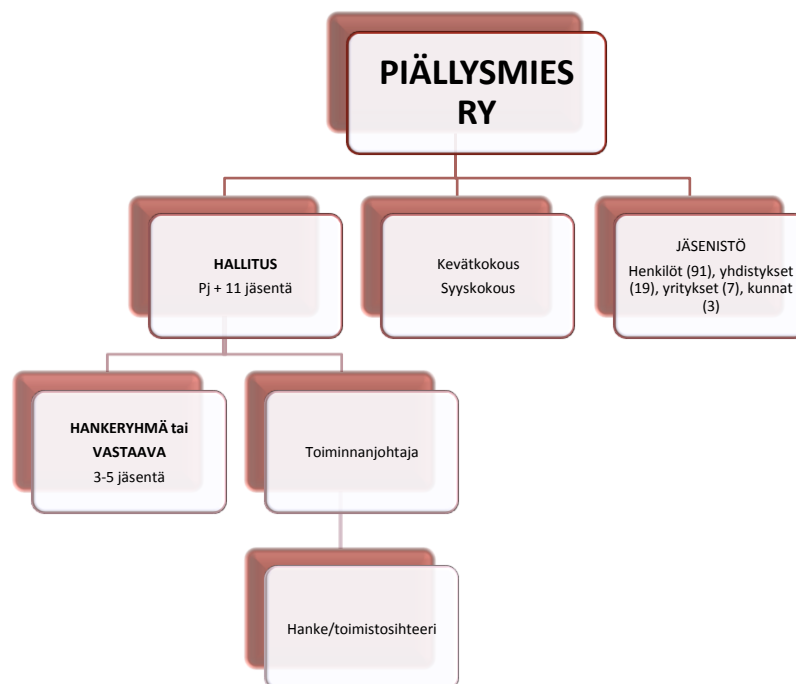 PIÄLLYSMIES
RY
HALLITUS
Pj + 11 jäsentä
Kevätkokous
Syyskokous
JÄSENISTÖ
Henkilöt (91), yhdistykset
(19), yritykset (7), kunnat
(3)
HANKERYHMÄ tai
VASTAAVA
3-5 jäsentä
Toiminnanjohtaja
Hanke/toimistosihteeri